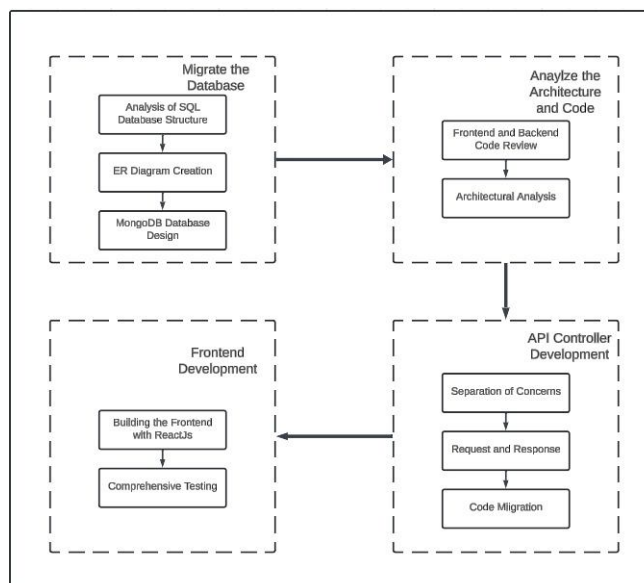 Migrate the
Database
Analysis of SQL
Database Structure
ER Diagram Creation
MongoDB Database
Design
Anaylze the
Architecture
and Code
Frontend and Backend
Code Review
Architectural Analysis
API Controller
Development
Separation of Concerns
Request and Response
Code Mligration
Frontend
Development
Building the Frontend
with ReactJs
Comprehensive Testing